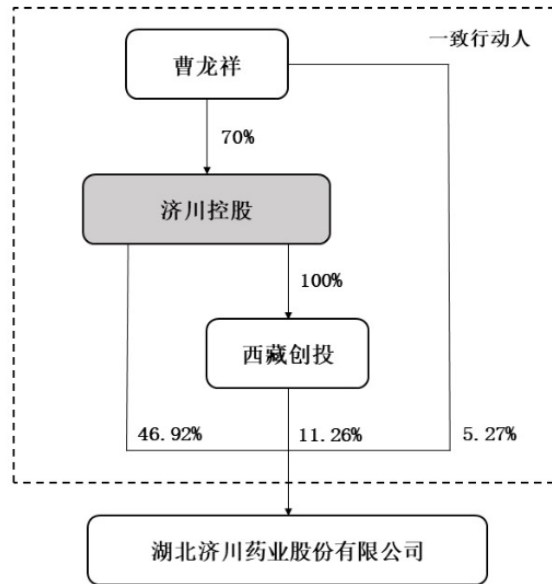 一致行动人
曹龙祥
70%
济川控股
100%
西藏创投
46.92%
11.26%
5.27%
湖北济川药业股份有限公司